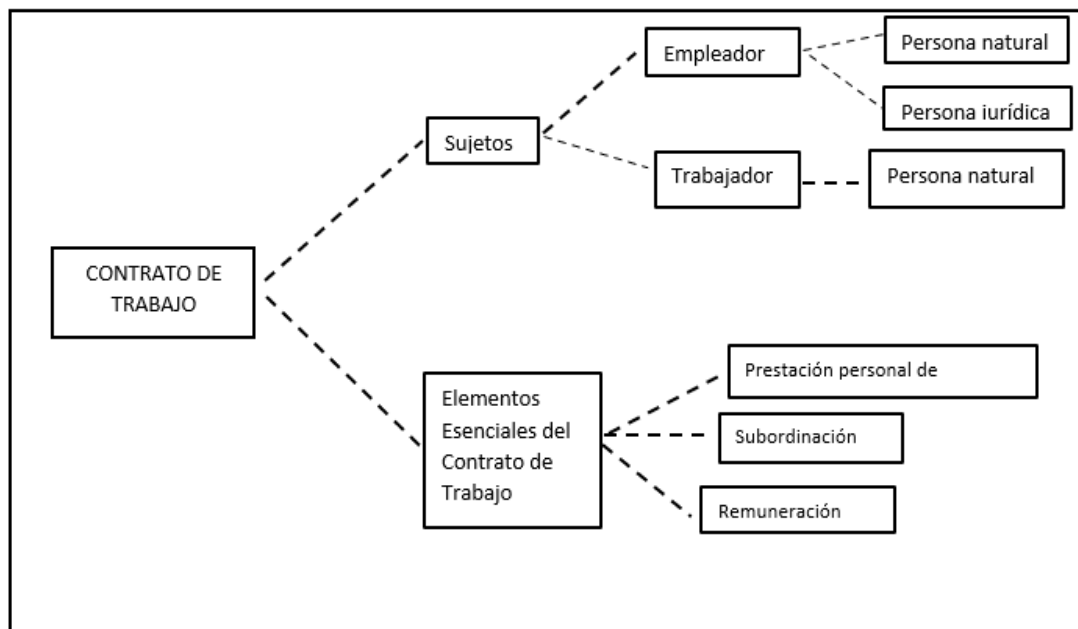 CONTRATO DE
TRABAJO
Sujetos
Empleador
Persona natural
Persona iurídica
Trabajador
Persona natural
Elementos
Esenciales del
Contrato de
Trabajo
Prestación personal de
Subordinación
Remuneración